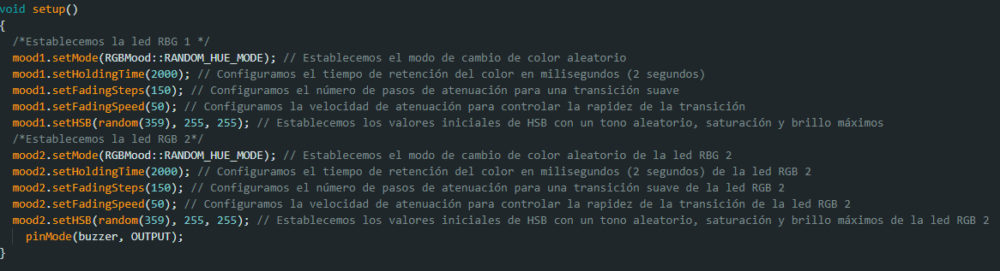 void setup()
{
/*Establecemos la led RBG 1 */
mood1.setMode(RGBMood::RANDOM_HUE_MODE); // Establecemos el modo de cambio de color aleatorio
mood1.setHoldingTime(2000); // Configuramos el tiempo de retención del color en milisegundos (2 segundos)
mood1.setFadingSteps(150); // Configuramos el número de pasos de atenuación para una transición suave
mood1.setFadingSpeed(50); // Configuramos la velocidad de atenuación para controlar la rapidez de la transición
mood1.setHSB(random(359), 255, 255); // Establecemos los valores iniciales de HSB con un tono aleatorio, saturación y brillo máximos
/*Establecemos la led RGB 2*/
mood2.setMode(RGBMood::RANDOM_HUE_MODE); // Establecemos el modo de cambio de color aleatorio de la led RBG 2
mood2.setHoldingTime(2000); // Configuramos el tiempo de retención del color en milisegundos (2 segundos) de la led RGB 2
mood2.setFadingSteps(150); // Configuramos el número de pasos de atenuación para una transición suave de la led RGB 2
mood2.setFadingSpeed(50); // Configuramos la velocidad de atenuación para controlar la rapidez de la transición de la led RGB 2
mood2.setHSB(random(359), 255, 255); // Establecemos los valores iniciales de HSB con un tono aleatorio, saturación y brillo máximos de la led RGB 2
pinMode(buzzer, OUTPUT);
}